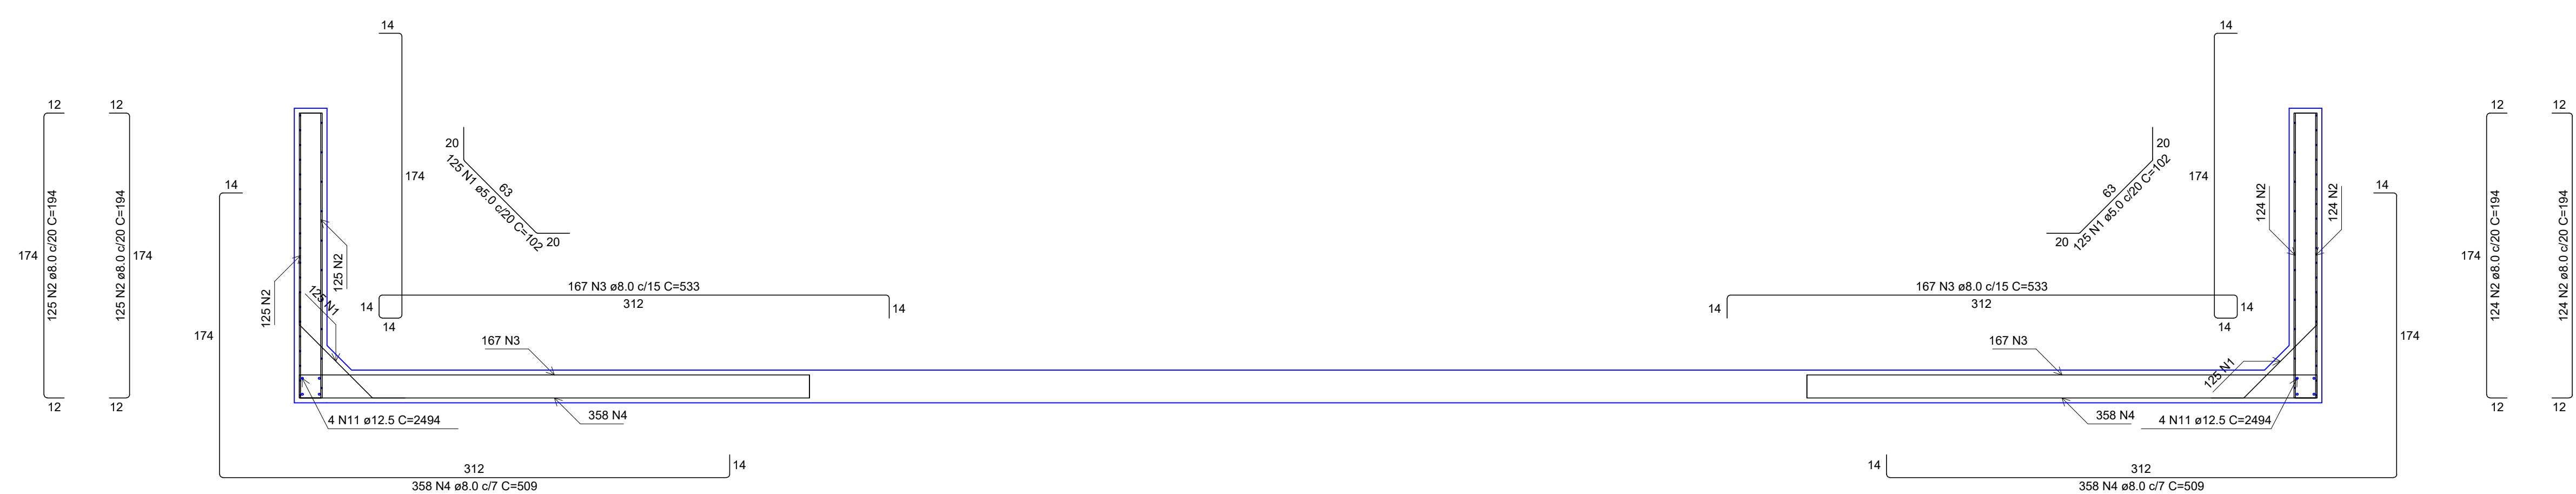 14
14
12
12
12
12
174
125 N2 ø8.0 c/20 C=194
125 N2 ø8.0 c/20 C=194
174
12
12
14
174
174
20
63
125 N1 ø5.0 c/20 C=102
20
125 N2
125 N2
125 N1
167 N3 ø8.0 c/15 C=533
312
14
14
14
167 N3
358 N4
4 N11 ø12.5 C=2494
312
14
358 N4 ø8.0 c/7 C=509
20
63
125 N1 ø5.0 c/20 C=102
20
174
124 N2
124 N2
14
174
167 N3 ø8.0 c/15 C=533
312
14
14
14
167 N3
125 N1
358 N4
4 N11 ø12.5 C=2494
14
312
358 N4 ø8.0 c/7 C=509
174
124 N2 ø8.0 c/20 C=194
124 N2 ø8.0 c/20 C=194
174
12
12